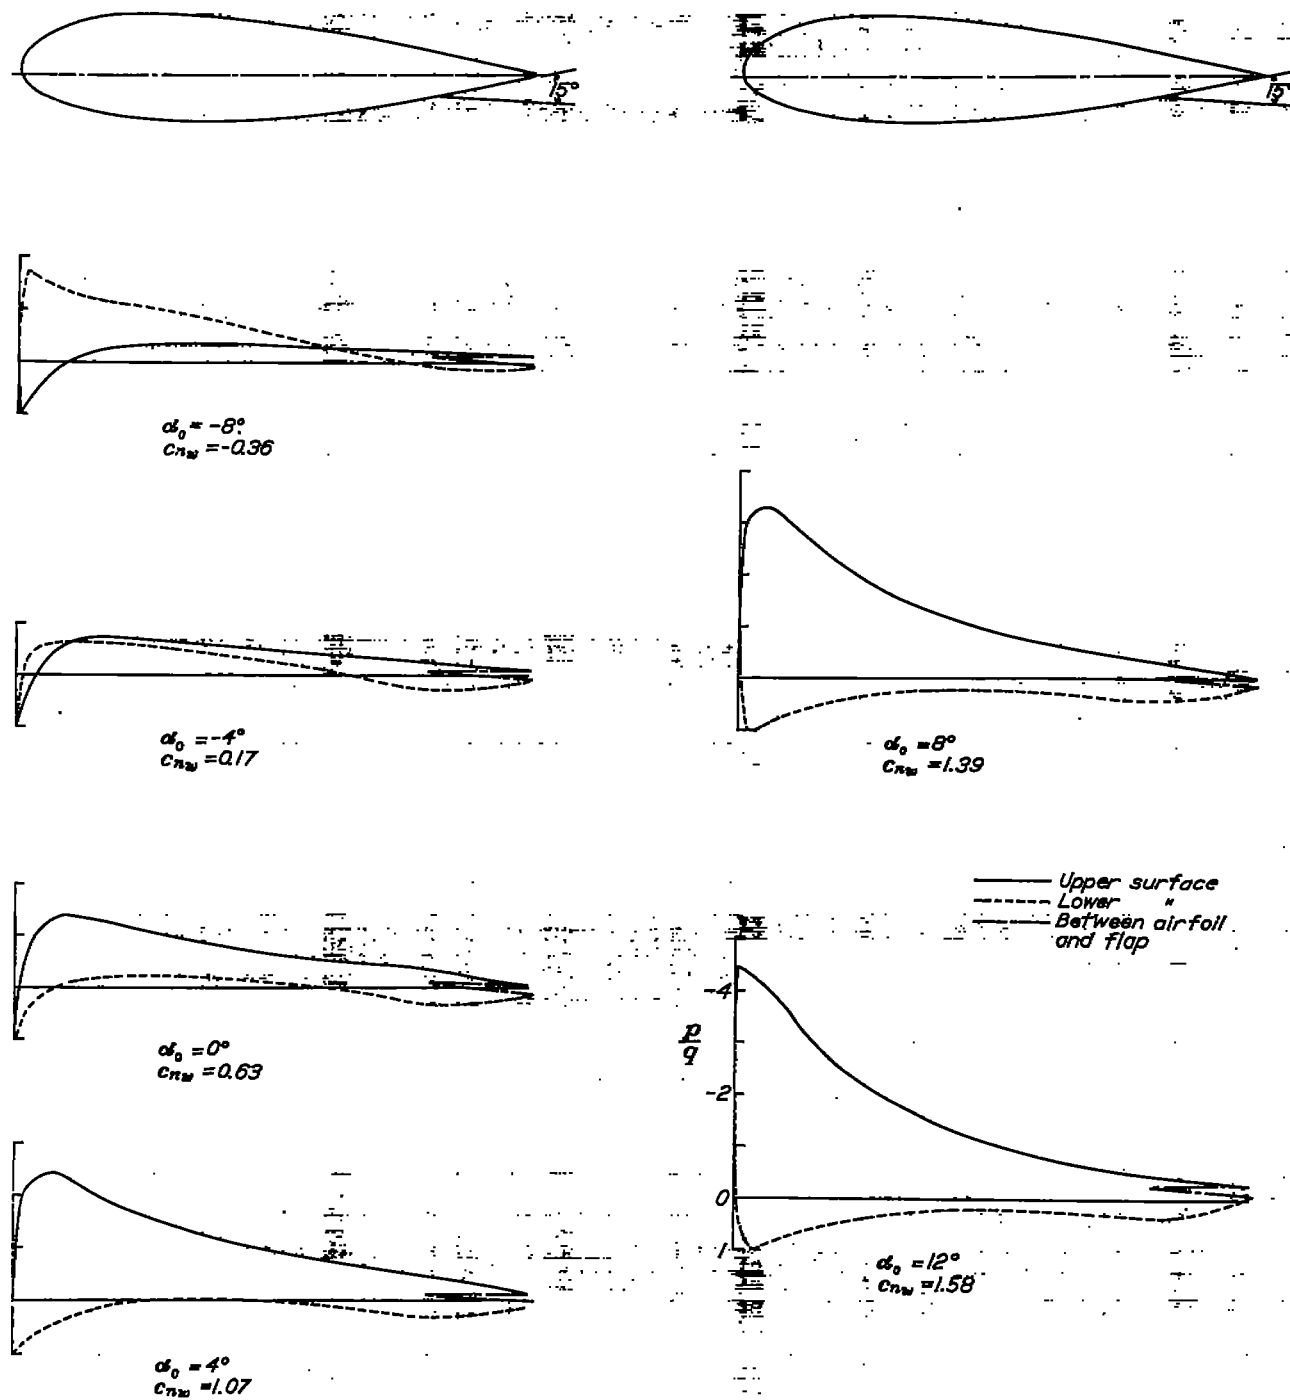 15°
15°
α₀ = -8°
cₙw = -0.36
α₀ = -4°
cₙw = 0.17
α₀ = 8°
cₙw = 1.39
Upper surface
Lower "
Between airfoil
and flap
α₀ = 0°
cₙw = 0.63
-4
p/q
-2
0
1
α₀ = 12°
cₙw = 1.58
α₀ = 4°
cₙw = 1.07